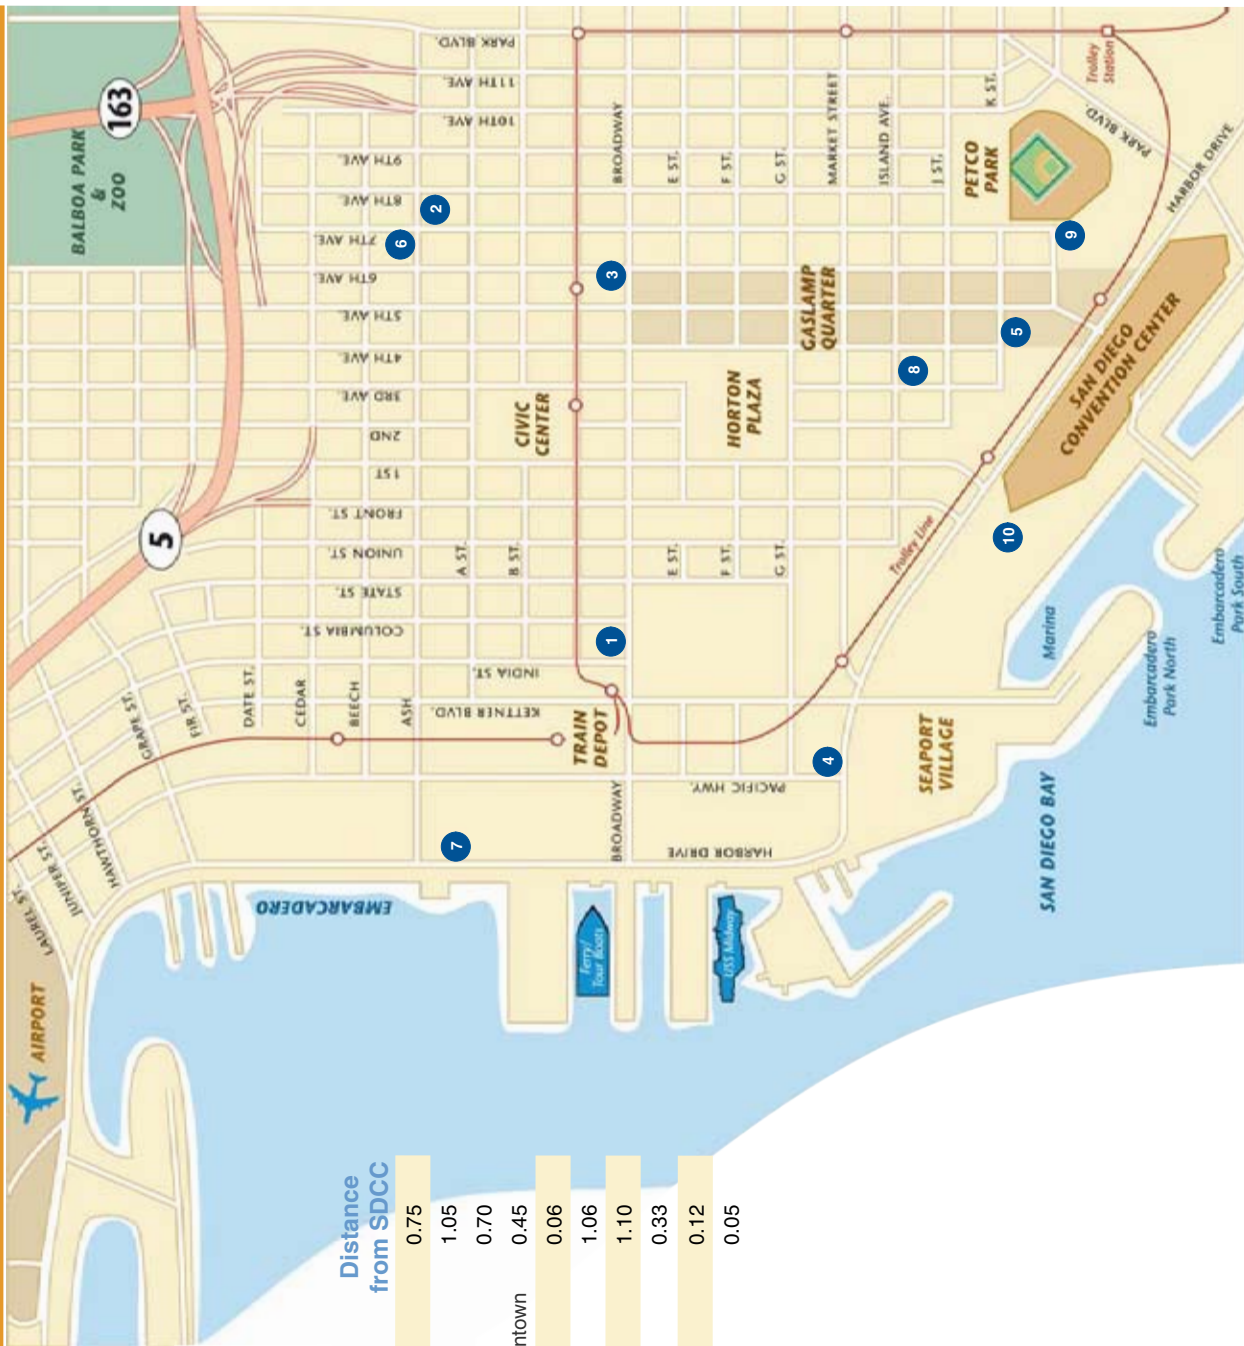 Distance
from SDCC
0.75
1.05
0.70
0.45
0.06
1.06
1.10
0.33
0.12
0.05
ntown
AIRPORT
LAUREL ST.
JUNIPER ST.
HAWTHORN ST.
GRAPE ST.
FIR ST.
DATE ST.
CEDAR
BEECH
ASH
A ST.
B ST.
BROADWAY
E ST.
F ST.
G ST.
BROADWAY
E ST.
F ST.
G ST.
MARKET STREET
ISLAND AVE.
J ST.
K ST.
5
163
BALBOA PARK
&
ZOO
PARK BLVD.
11TH AVE.
10TH AVE.
9TH AVE.
8TH AVE.
7TH AVE.
6TH AVE.
5TH AVE.
4TH AVE.
3RD AVE.
2ND
1ST
FRONT ST.
UNION ST.
STATE ST.
COLUMBIA ST.
INDIA ST.
KETTNER BLVD.
PACIFIC HWY.
HARBOR DRIVE
EMBARCADERO
Ferry/
Tour Boats
USS Midway
TRAIN
DEPOT
CIVIC
CENTER
HORTON
PLAZA
GASLAMP
QUARTER
PETCO
PARK
PARK BLVD.
HARBOR DRIVE
Trolley
Station
Trolley Line
SAN DIEGO
CONVENTION CENTER
SEAPORT
VILLAGE
SAN DIEGO BAY
Marina
Embarcadero
Park North
Embarcadero
Park South
1
2
3
4
5
6
7
8
9
10